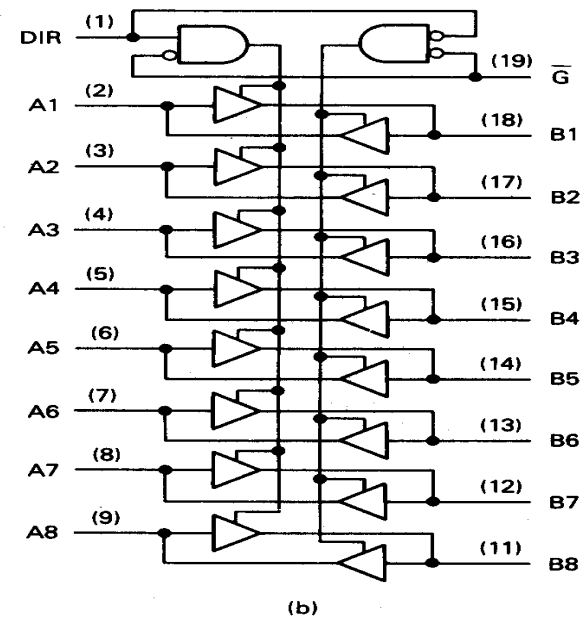 DIR (1)
(19) G̅
A1 (2)
(18) B1
A2 (3)
(17) B2
A3 (4)
(16) B3
A4 (5)
(15) B4
A5 (6)
(14) B5
A6 (7)
(13) B6
A7 (8)
(12) B7
A8 (9)
(11) B8
(b)